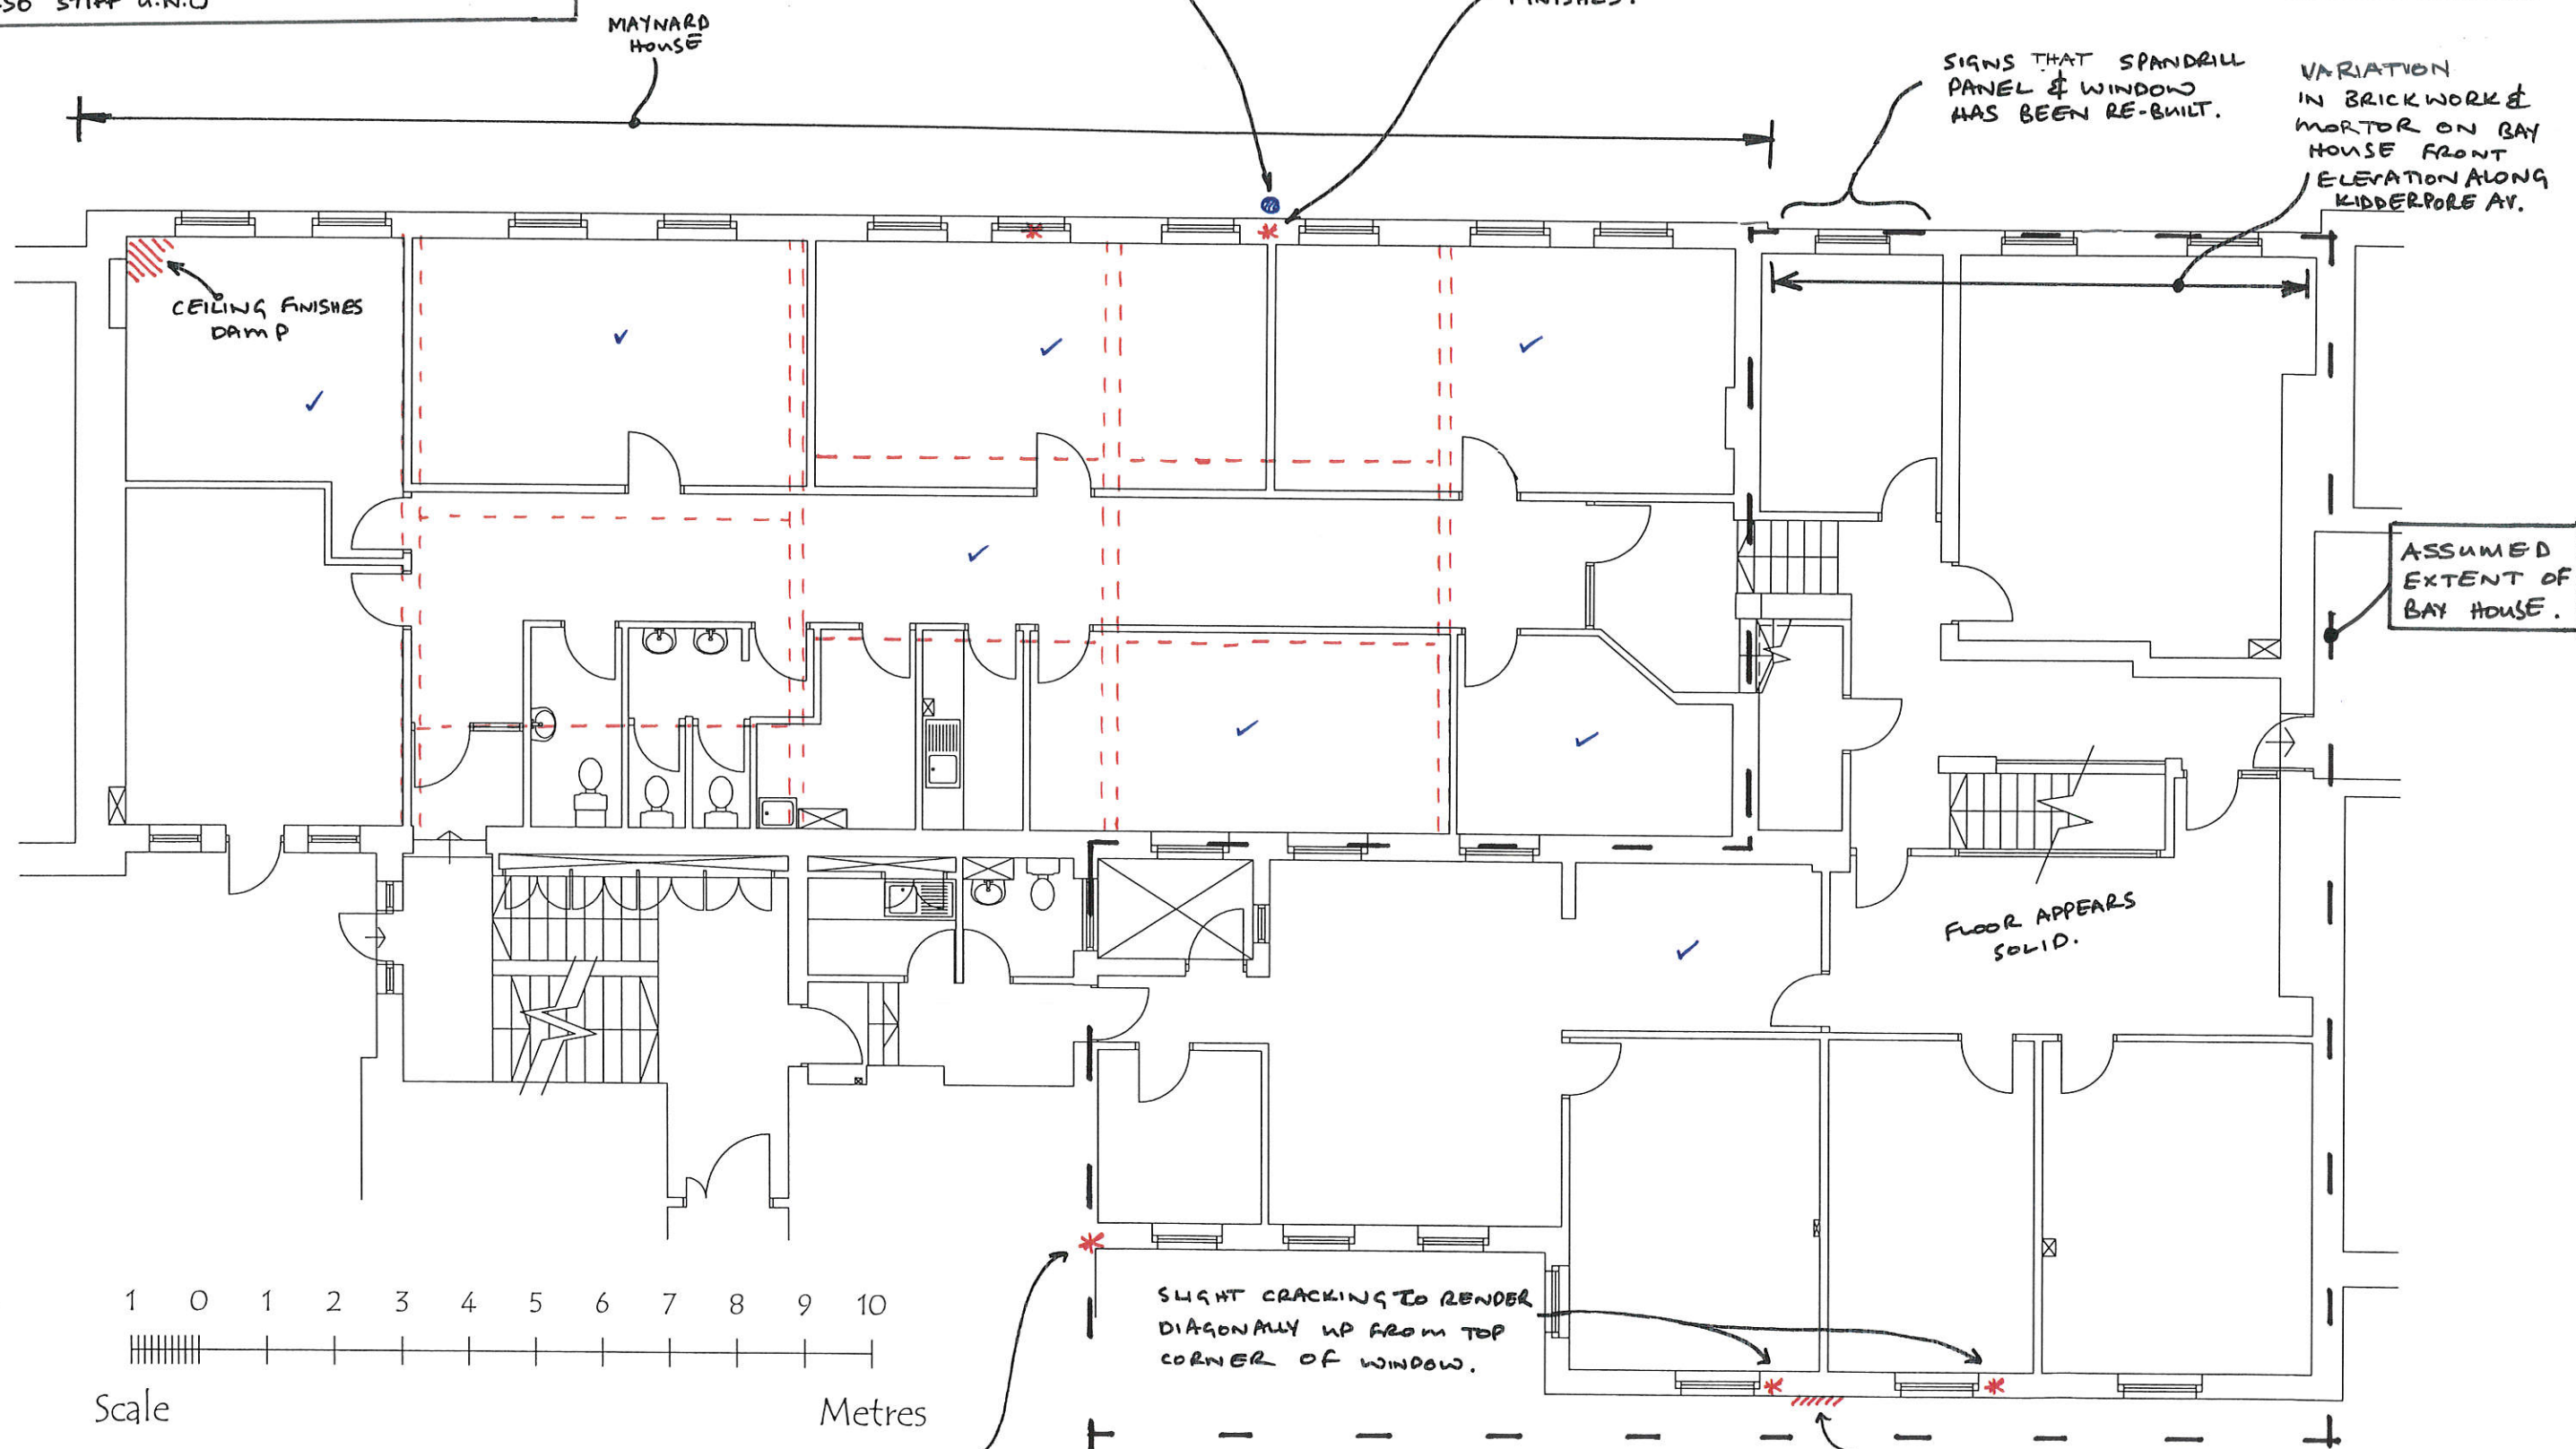 SO STIFF U.N.O
MAYNARD
HOUSE
FINISHES.
SIGNS THAT SPANDRILL
PANEL & WINDOW
HAS BEEN RE-BUILT.
VARIATION
IN BRICKWORK &
MORTOR ON BAY
HOUSE FRONT
ELEVATION ALONG
KIDDERPORE AV.
CEILING FINISHES
DAMP
ASSUMED
EXTENT OF
BAY HOUSE.
FLOOR APPEARS
SOLID.
SLIGHT CRACKING TO RENDER
DIAGONALLY UP FROM TOP
CORNER OF WINDOW.
1 0 1 2 3 4 5 6 7 8 9 10
Scale Metres